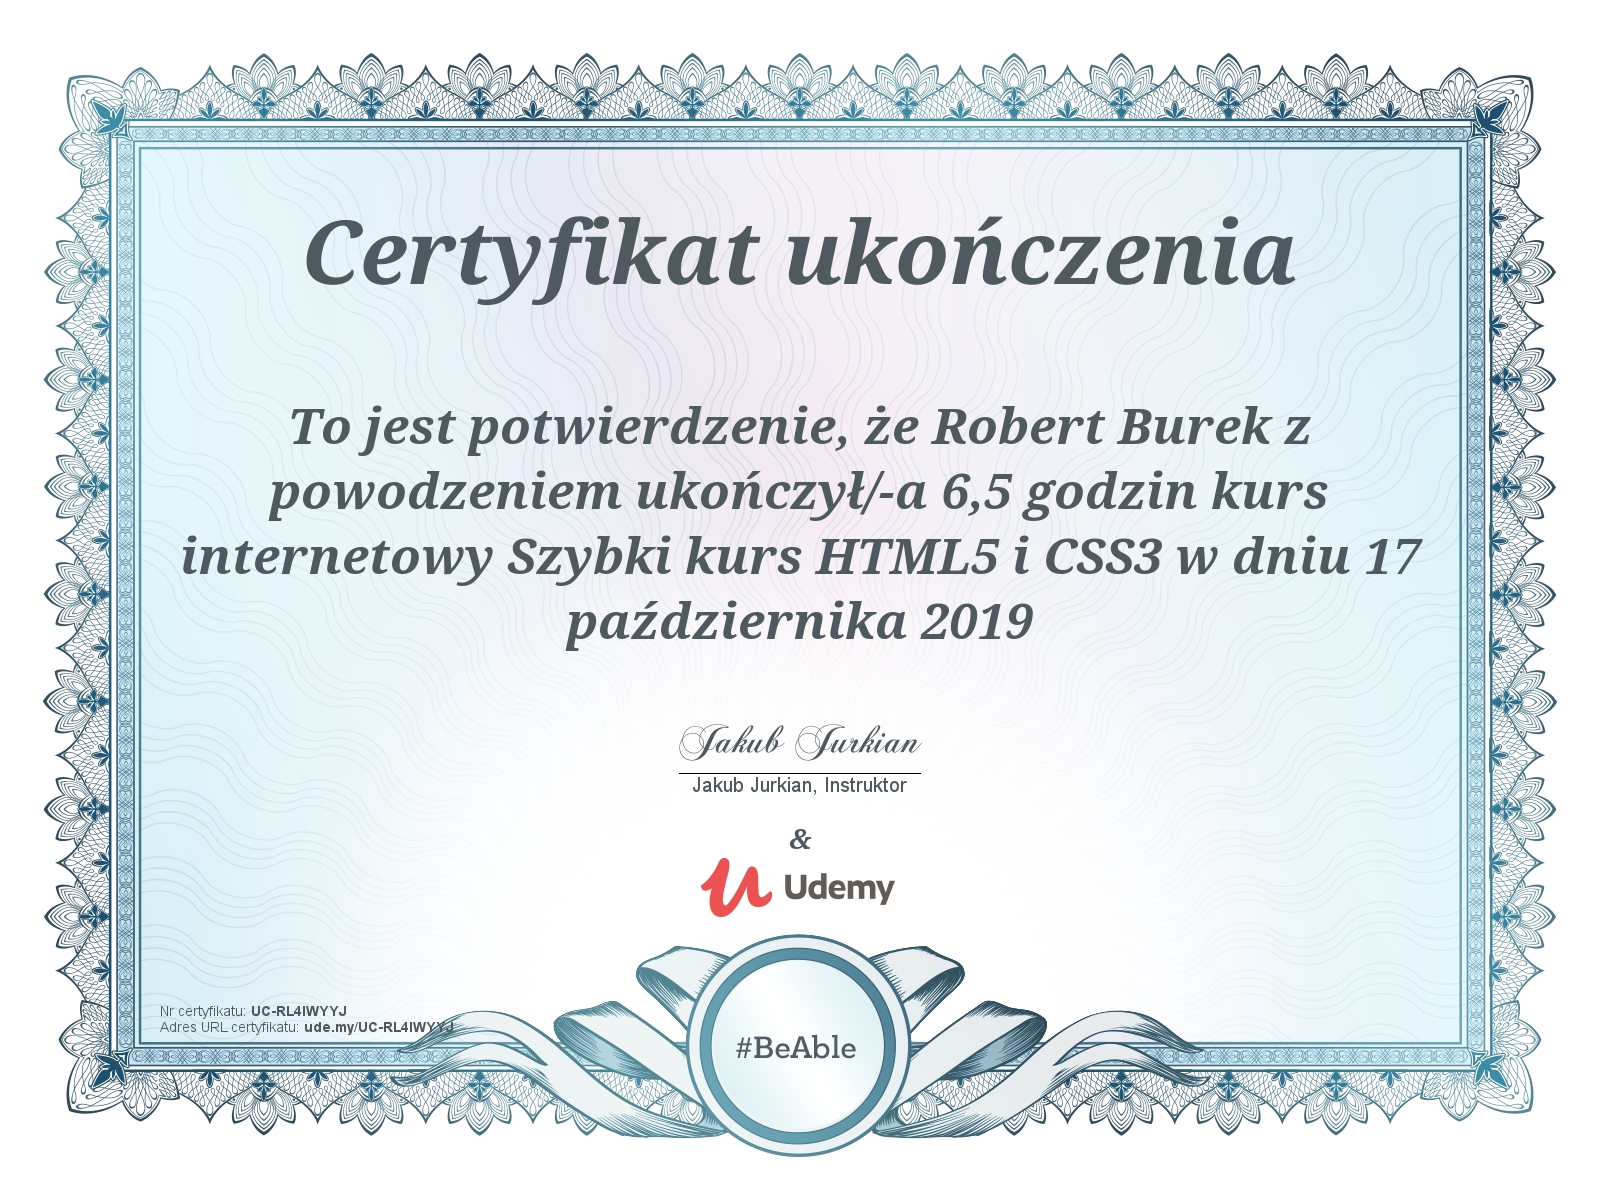 Certyfikat ukończenia
To jest potwierdzenie, że Robert Burek z
powodzeniem ukończył/-a 6,5 godzin kurs
internetowy Szybki kurs HTML5 i CSS3 w dniu 17
października 2019
Jakub Jurkian
Jakub Jurkian, Instruktor
&
Udemy
Nr certyfikatu: UC-RL4IWYYJ
Adres URL certyfikatu: ude.my/UC-RL4IWYYJ
#BeAble